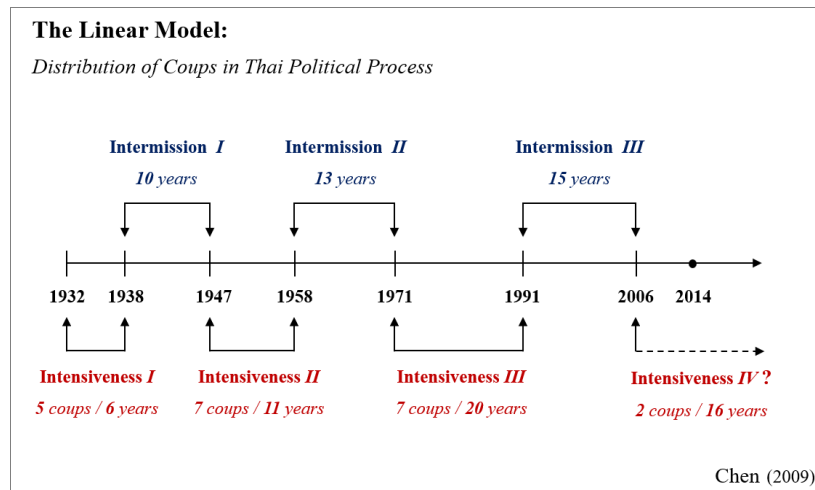 The Linear Model:
Distribution of Coups in Thai Political Process
Intermission I Intermission II Intermission III
10 years 13 years 15 years
1932 1938 1947 1958 1971 1991 2006 2014
Intensiveness I Intensiveness II Intensiveness III Intensiveness IV ?
5 coups / 6 years 7 coups / 11 years 7 coups / 20 years 2 coups / 16 years
Chen (2009)